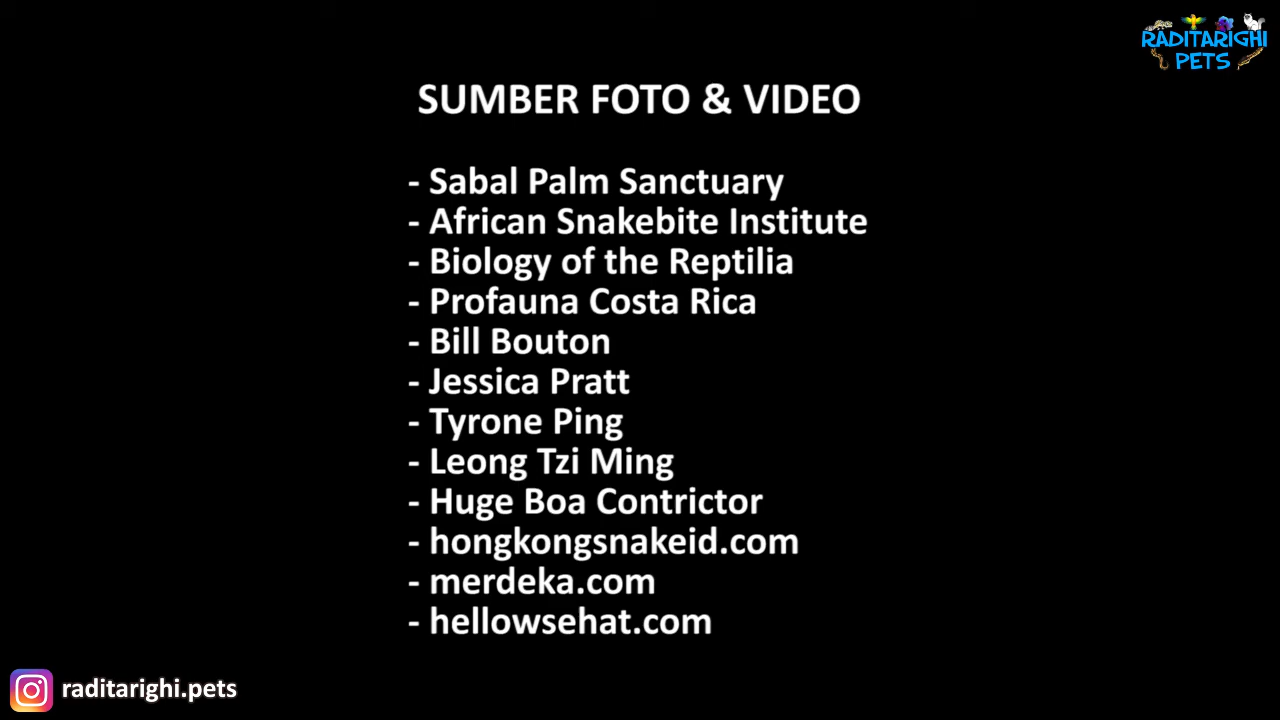 RADITARIGHI
PETS
SUMBER FOTO & VIDEO
- Sabal Palm Sanctuary
- African Snakebite Institute
- Biology of the Reptilia
- Profauna Costa Rica
- Bill Bouton
- Jessica Pratt
- Tyrone Ping
- Leong Tzi Ming
- Huge Boa Contrictor
- hongkongsnakeid.com
- merdeka.com
- hellowsehat.com
raditarighi.pets